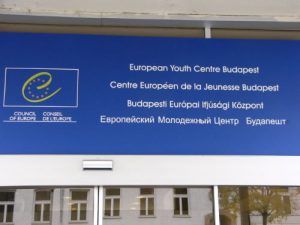 European Youth Centre Budapest
Centre Européen de la Jeunesse Budapest
Budapesti Európai Ifjúsági Központ
Европейский Молодежный Центр Будапешт
COUNCIL CONSEIL
OF EUROPE DE L'EUROPE